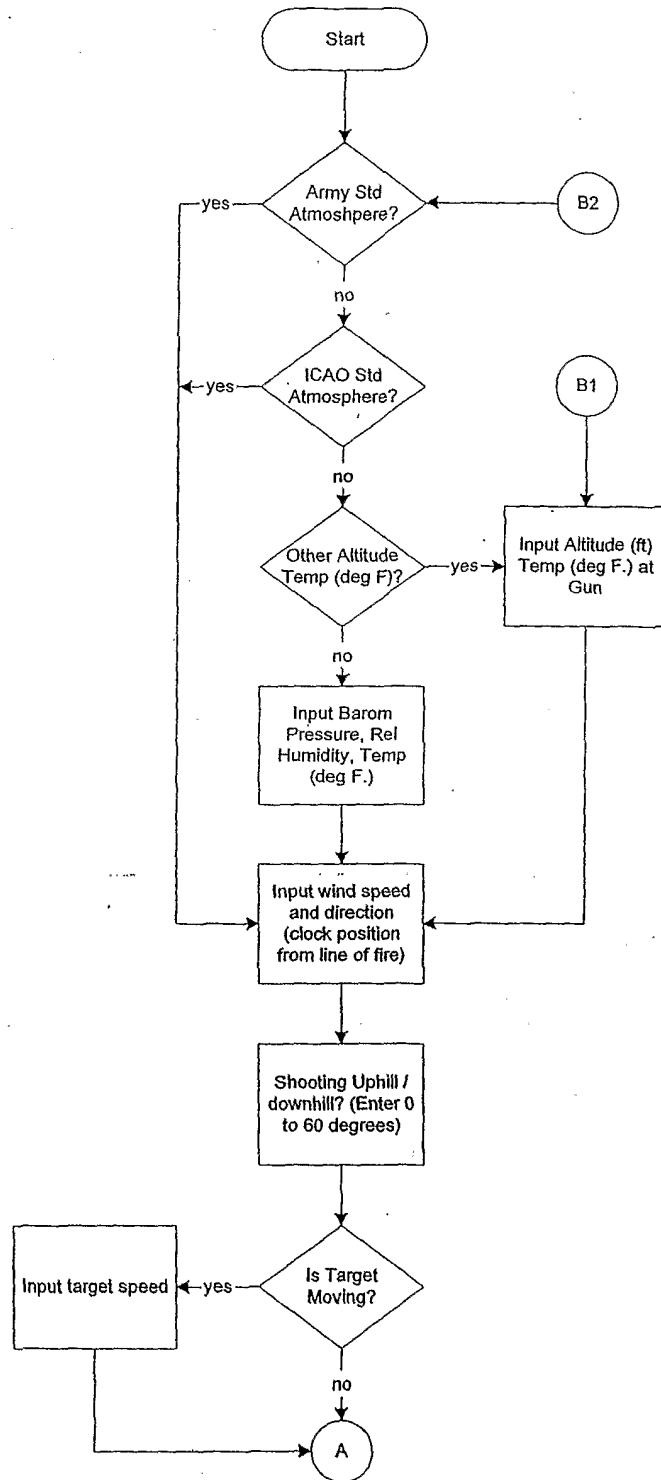 Start
Army Std
Atmoshpere?
yes
B2
no
ICAO Std
Atmosphere?
yes
B1
no
Other Altitude
Temp (deg F)?
yes
Input Altitude (ft)
Temp (deg F.) at
Gun
no
Input Barom
Pressure, Rel
Humidity, Temp
(deg F.)
Input wind speed
and direction
(clock position
from line of fire)
Shooting Uphill /
downhill? (Enter 0
to 60 degrees)
Input target speed
yes
Is Target
Moving?
no
A